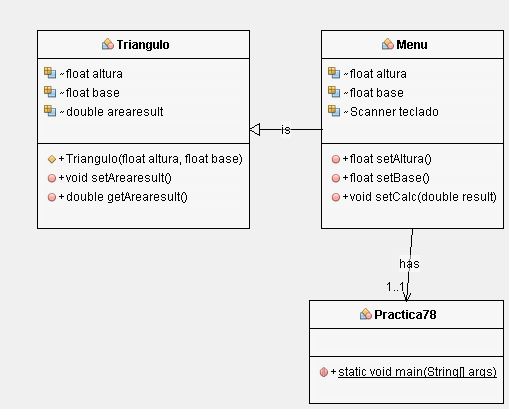 Triangulo
~float altura
~float base
~double arearesult
+Triangulo(float altura, float base)
+void setArearesult()
+double getArearesult()
is
Menu
~float altura
~float base
~Scanner teclado
+float setAltura()
+float setBase()
+void setCalc(double result)
has
1..1
Practica78
+static void main(String[] args)